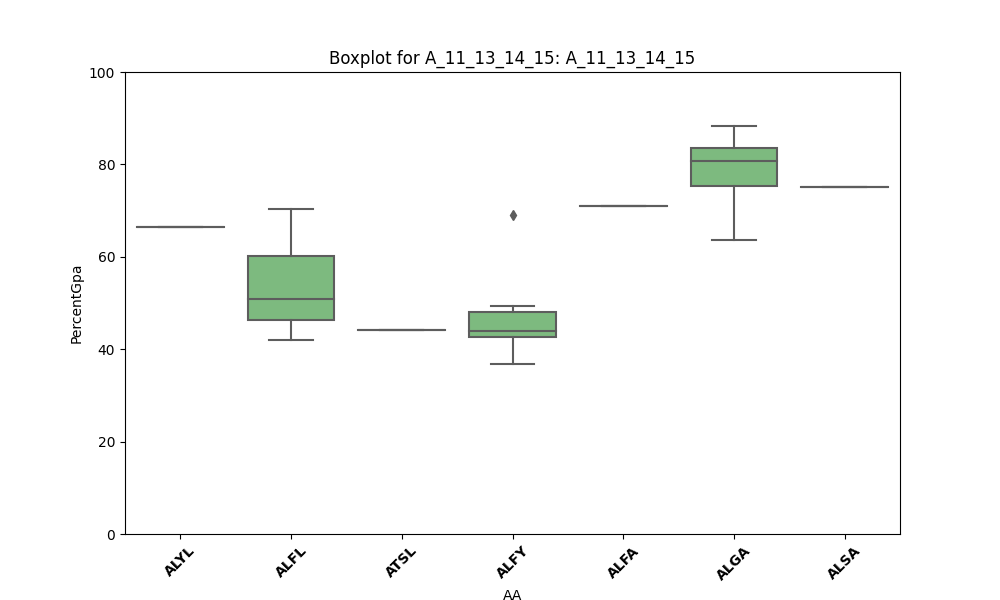 Boxplot for A_11_13_14_15: A_11_13_14_15
100
80
60
40
20
0
PercentGpa
ALYL
ALFL
ATSL
ALFY
ALFA
ALGA
ALSA
AA